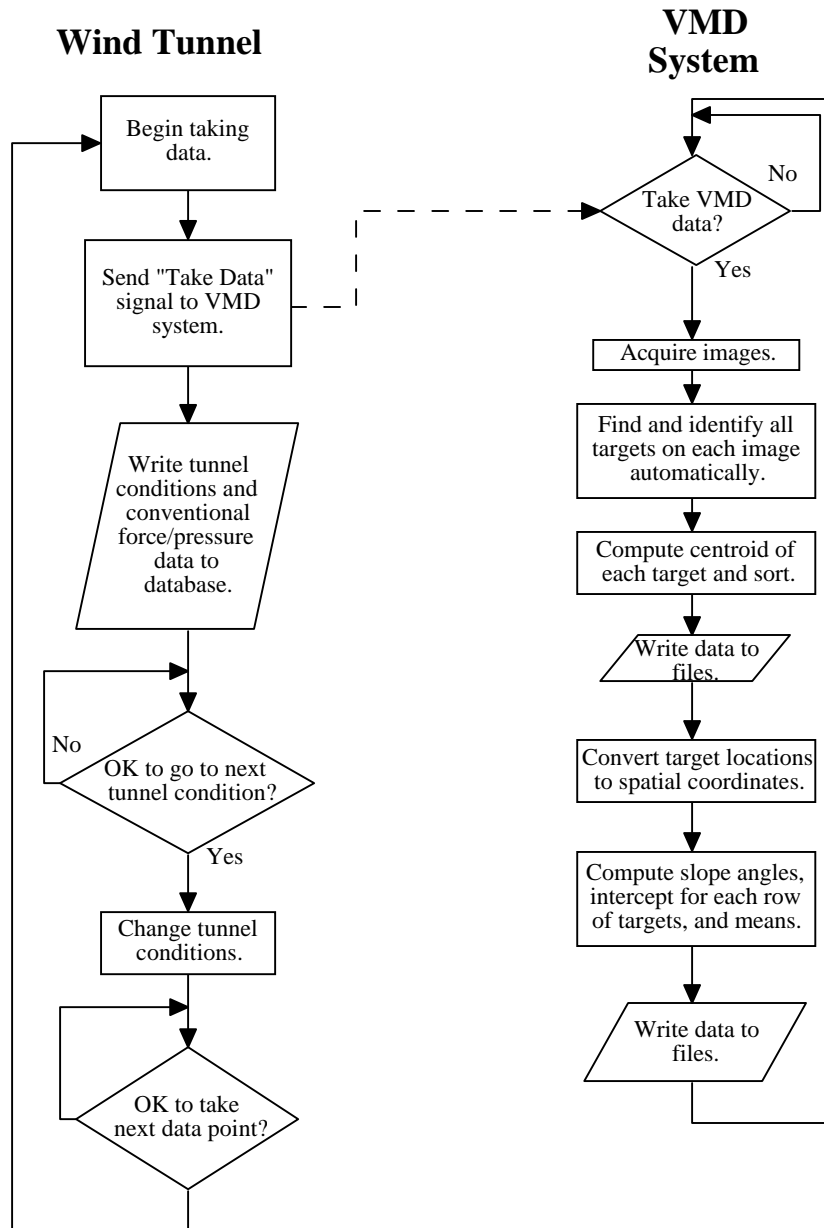 Wind Tunnel
Begin taking
data.
Send "Take Data"
signal to VMD
system.
Write tunnel
conditions and
conventional
force/pressure
data to
database.
No
OK to go to next
tunnel condition?
Yes
Change tunnel
conditions.
OK to take
next data point?
VMD
System
No
Take VMD
data?
Yes
Acquire images.
Find and identify all
targets on each image
automatically.
Compute centroid of
each target and sort.
Write data to
files.
Convert target locations
to spatial coordinates.
Compute slope angles,
intercept for each row
of targets, and means.
Write data to
files.